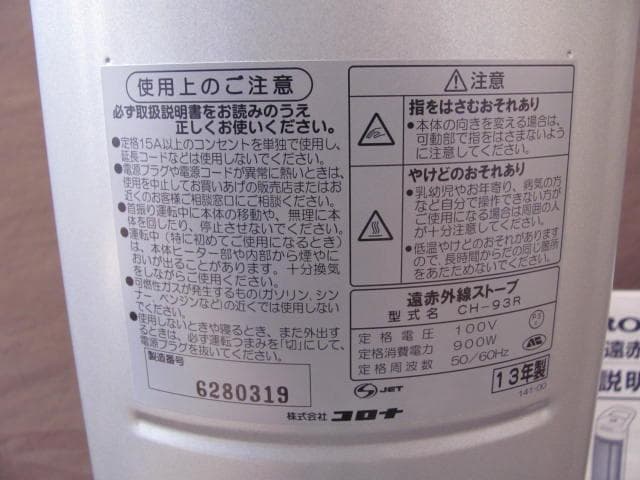 使用上のご注意
必ず取扱説明書をお読みのうえ
正しくお使いください。
●定格15A以上のコンセントを単独で使用し、
延長コードなどは使用しないでください。
●電源プラグや電源コードが異常に熱いときは、
使用を中止してお買いあげの販売店またはお
近くのお客様ご相談窓口にご相談ください。
●首振り運転中に本体の移動や、無理に本
体を回したり、停止させないでください。
●運転中(特に初めてご使用になるとき)
は、本体ヒーター部や内部から煙やに
おいが出ることがあります。十分換気
をしながらご使用ください。
●可燃性ガスが発生するもの(ガソリン、シン
ナー、ベンジンなど)の近くでは使用しない
でください。
●使用しないときや寝るとき、また外出す
るときは、必ず運転つまみを「切」にして、
電源プラグを抜いてください。
製造番号
6280319
⚠注意
指をはさむおそれあり
●本体の向きを変える場合は、
可動部で指をはさまないよう
に注意してください。
やけどのおそれあり
●乳幼児やお年寄り、病気の方
など自分で操作できない方が
ご使用になる場合は周囲の人
が十分注意してください。
●低温やけどのおそれがあります
ので、長時間からだの同じ箇所
をあたためないでください。
遠赤外線ストーブ
型式名 CH-93R
定格電圧 100V
定格消費電力 900W
定格周波数 50/60Hz
S JET
13年製
141-00
株式会社 コロナ
RO
遠赤
説明